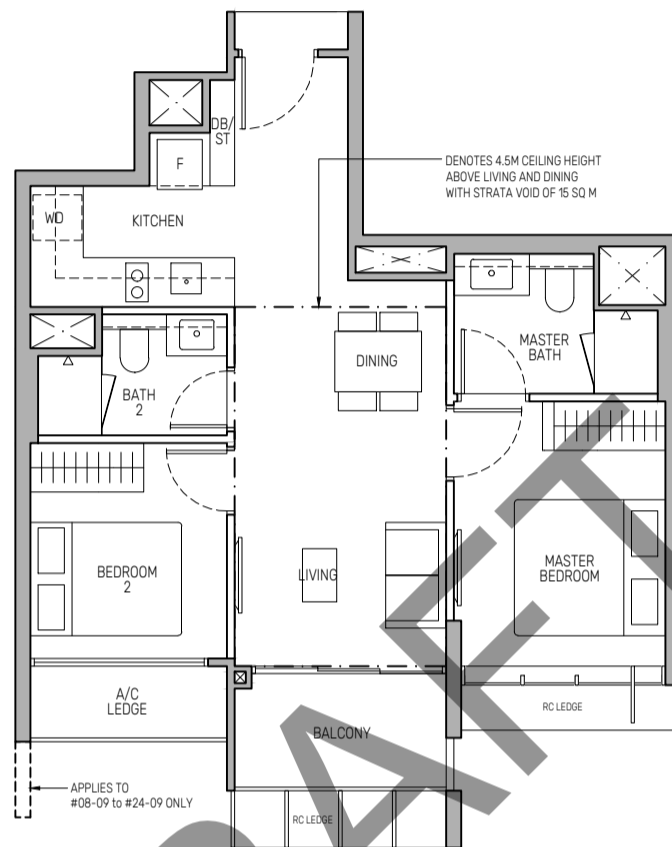 DB/
ST
F
DENOTES 4.5M CEILING HEIGHT
ABOVE LIVING AND DINING
WITH STRATA VOID OF 15 SQ M
WD
KITCHEN
DINING
MASTER
BATH
BATH
2
BEDROOM
2
LIVING
MASTER
BEDROOM
A/C
LEDGE
RC LEDGE
BALCONY
APPLIES TO
#08-09 to #24-09 ONLY
RC LEDGE
DRAFT